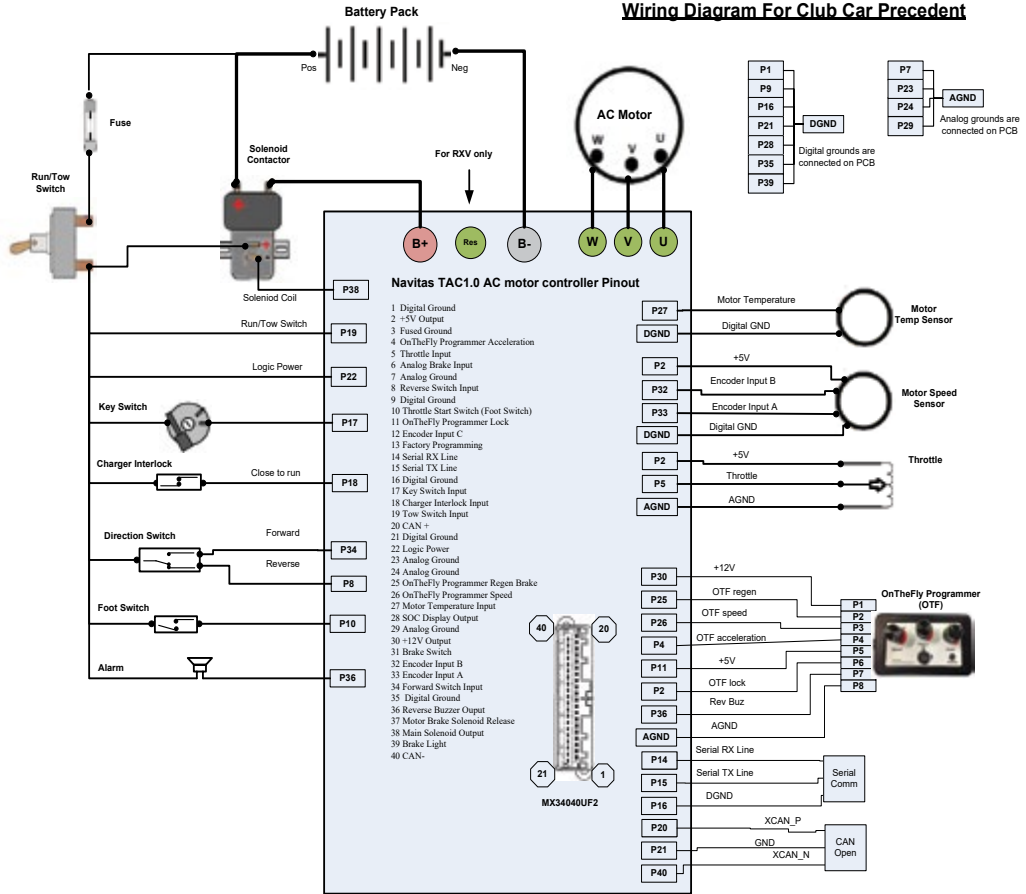 Wiring Diagram For Club Car Precedent
Battery Pack
Pos
Neg
Fuse
Run/Tow
Switch
Solenoid
Contactor
For RXV only
AC Motor
W
V
U
P1
P9
P16
P21
P28
P35
P39
DGND
Digital grounds are
connected on PCB
P7
P23
P24
P29
AGND
Analog grounds are
connected on PCB
B+
Res
B-
W
V
U
Navitas TAC1.0 AC motor controller Pinout
Soleniod Coil
P38
Run/Tow Switch
P19
Logic Power
P22
Key Switch
P17
Charger Interlock
Close to run
P18
Direction Switch
Forward
P34
Reverse
P8
Foot Switch
P10
Alarm
P36
1 Digital Ground
2 +5V Output
3 Fused Ground
4 OnTheFly Programmer Acceleration
5 Throttle Input
6 Analog Brake Input
7 Analog Ground
8 Reverse Switch Input
9 Digital Ground
10 Throttle Start Switch (Foot Switch)
11 OnTheFly Programmer Lock
12 Encoder Input C
13 Factory Programming
14 Serial RX Line
15 Serial TX Line
16 Digital Ground
17 Key Switch Input
18 Charger Interlock Input
19 Tow Switch Input
20 CAN +
21 Digital Ground
22 Logic Power
23 Analog Ground
24 Analog Ground
25 OnTheFly Programmer Regen Brake
26 OnTheFly Programmer Speed
27 Motor Temperature Input
28 SOC Display Output
29 Analog Ground
30 +12V Output
31 Brake Switch
32 Encoder Input B
33 Encoder Input A
34 Forward Switch Input
35 Digital Ground
36 Reverse Buzzer Ouput
37 Motor Brake Solenoid Release
38 Main Solenoid Output
39 Brake Light
40 CAN-
40
20
21
1
MX34040UF2
P27
Motor Temperature
DGND
Digital GND
Motor
Temp Sensor
P2
+5V
P32
Encoder Input B
P33
Encoder Input A
DGND
Digital GND
Motor Speed
Sensor
P2
+5V
P5
Throttle
AGND
AGND
Throttle
P30
+12V
P25
OTF regen
P26
OTF speed
P4
OTF acceleration
P11
+5V
P2
OTF lock
P36
Rev Buz
AGND
AGND
OnTheFly Programmer
(OTF)
P1
P2
P3
P4
P5
P6
P7
P8
P14
Serial RX Line
P15
Serial TX Line
P16
DGND
Serial
Comm
P20
XCAN_P
P21
GND
P40
XCAN_N
CAN
Open